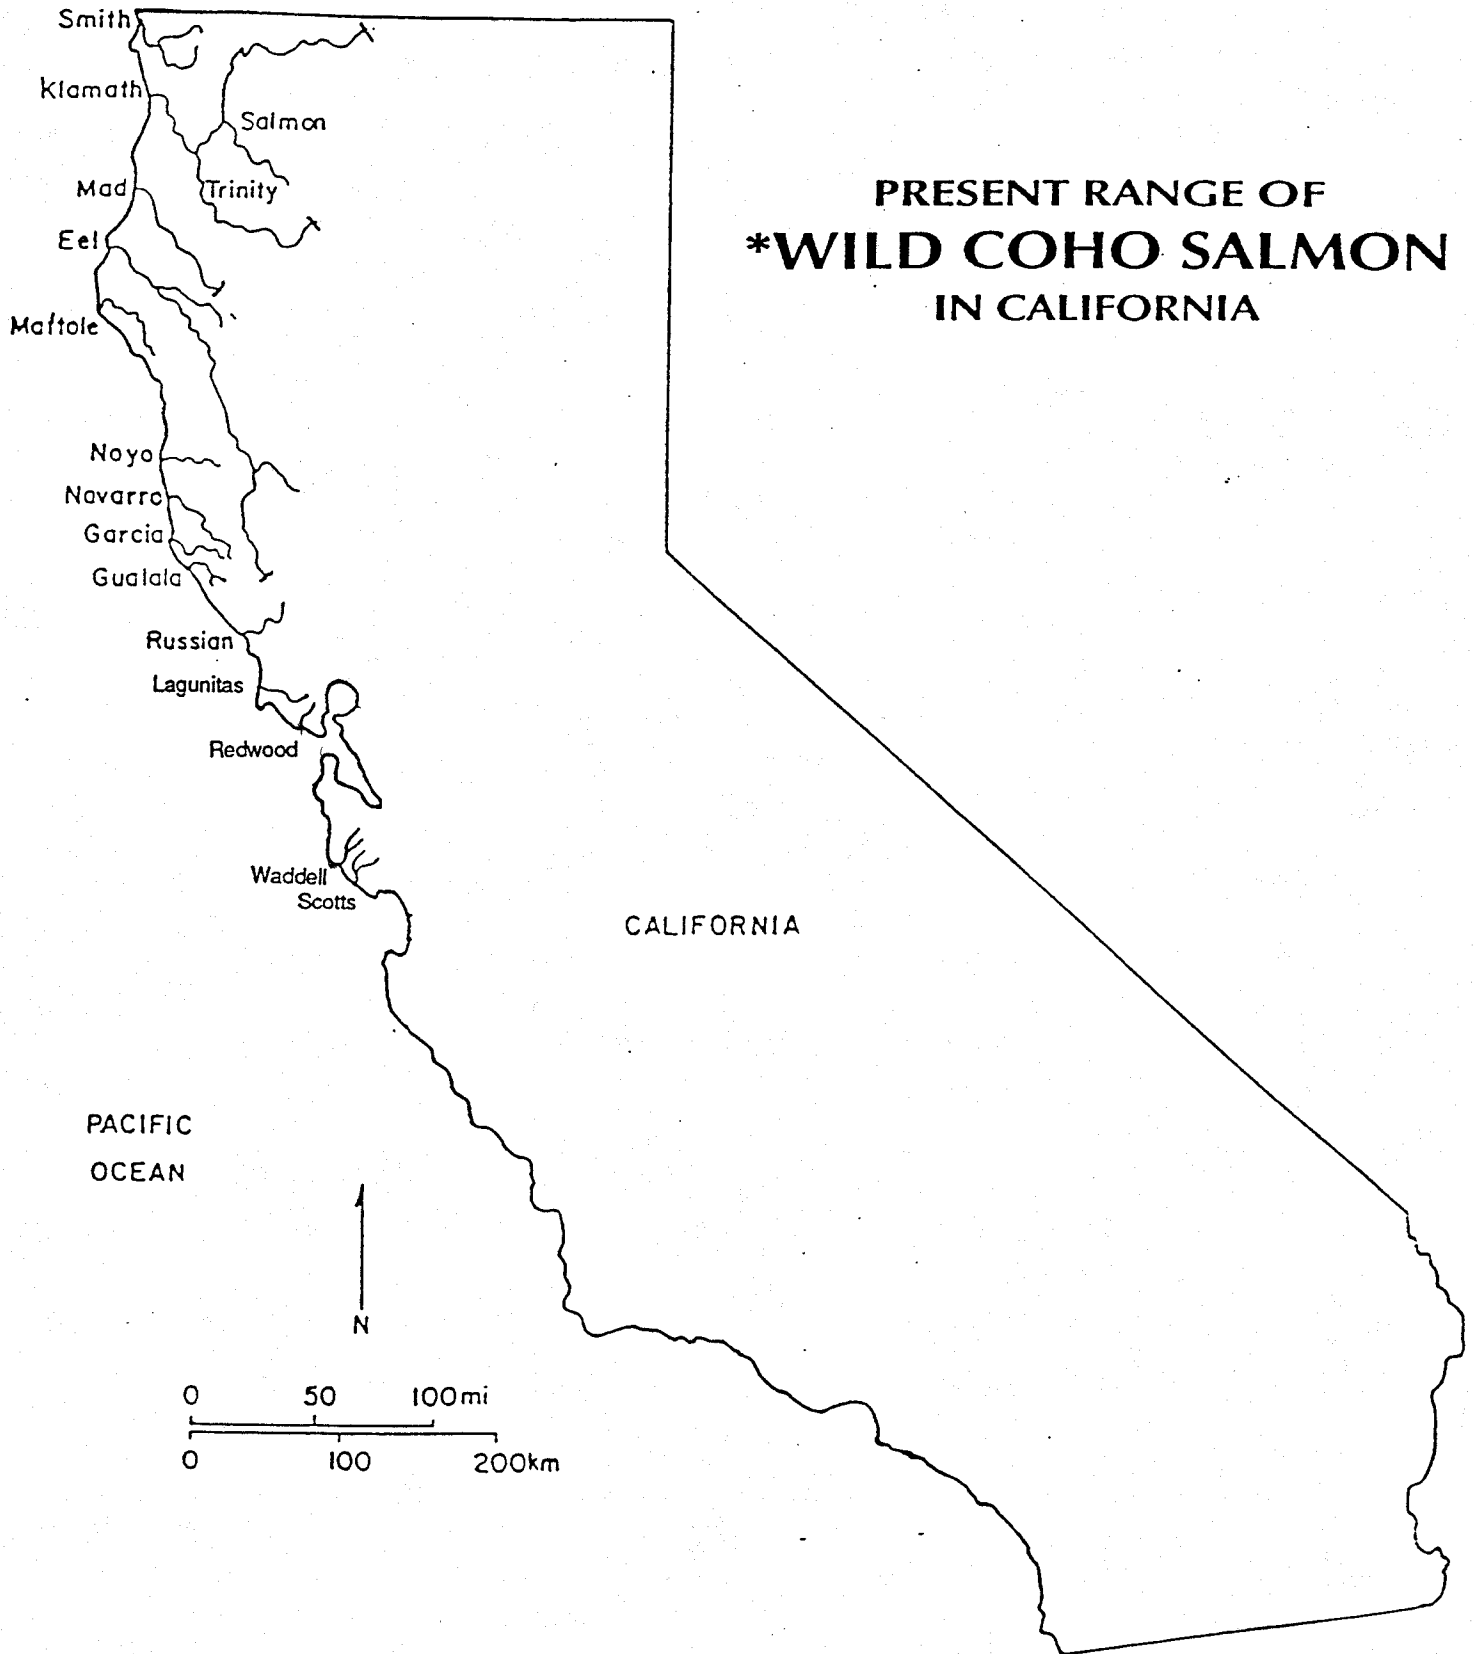 Smith
Klamath
Salmon
Mad
Trinity
Eel
Mattole
PRESENT RANGE OF
*WILD COHO SALMON
IN CALIFORNIA
Noyo
Navarro
Garcia
Gualala
Russian
Lagunitas
Redwood
Waddell
Scotts
CALIFORNIA
PACIFIC
OCEAN
N
0 50 100mi
0 100 200km